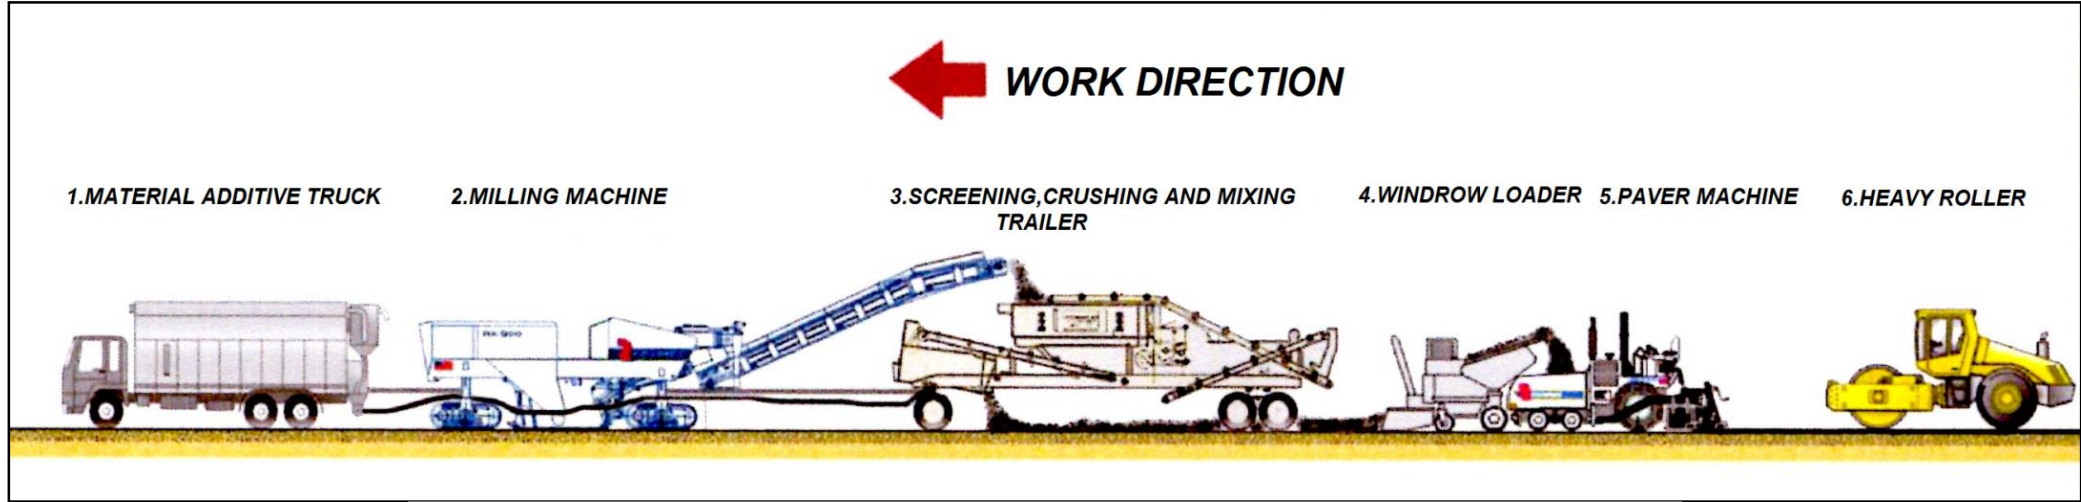 WORK DIRECTION
1.MATERIAL ADDITIVE TRUCK
2.MILLING MACHINE
3.SCREENING,CRUSHING AND MIXING
TRAILER
4.WINDROW LOADER
5.PAVER MACHINE
6.HEAVY ROLLER